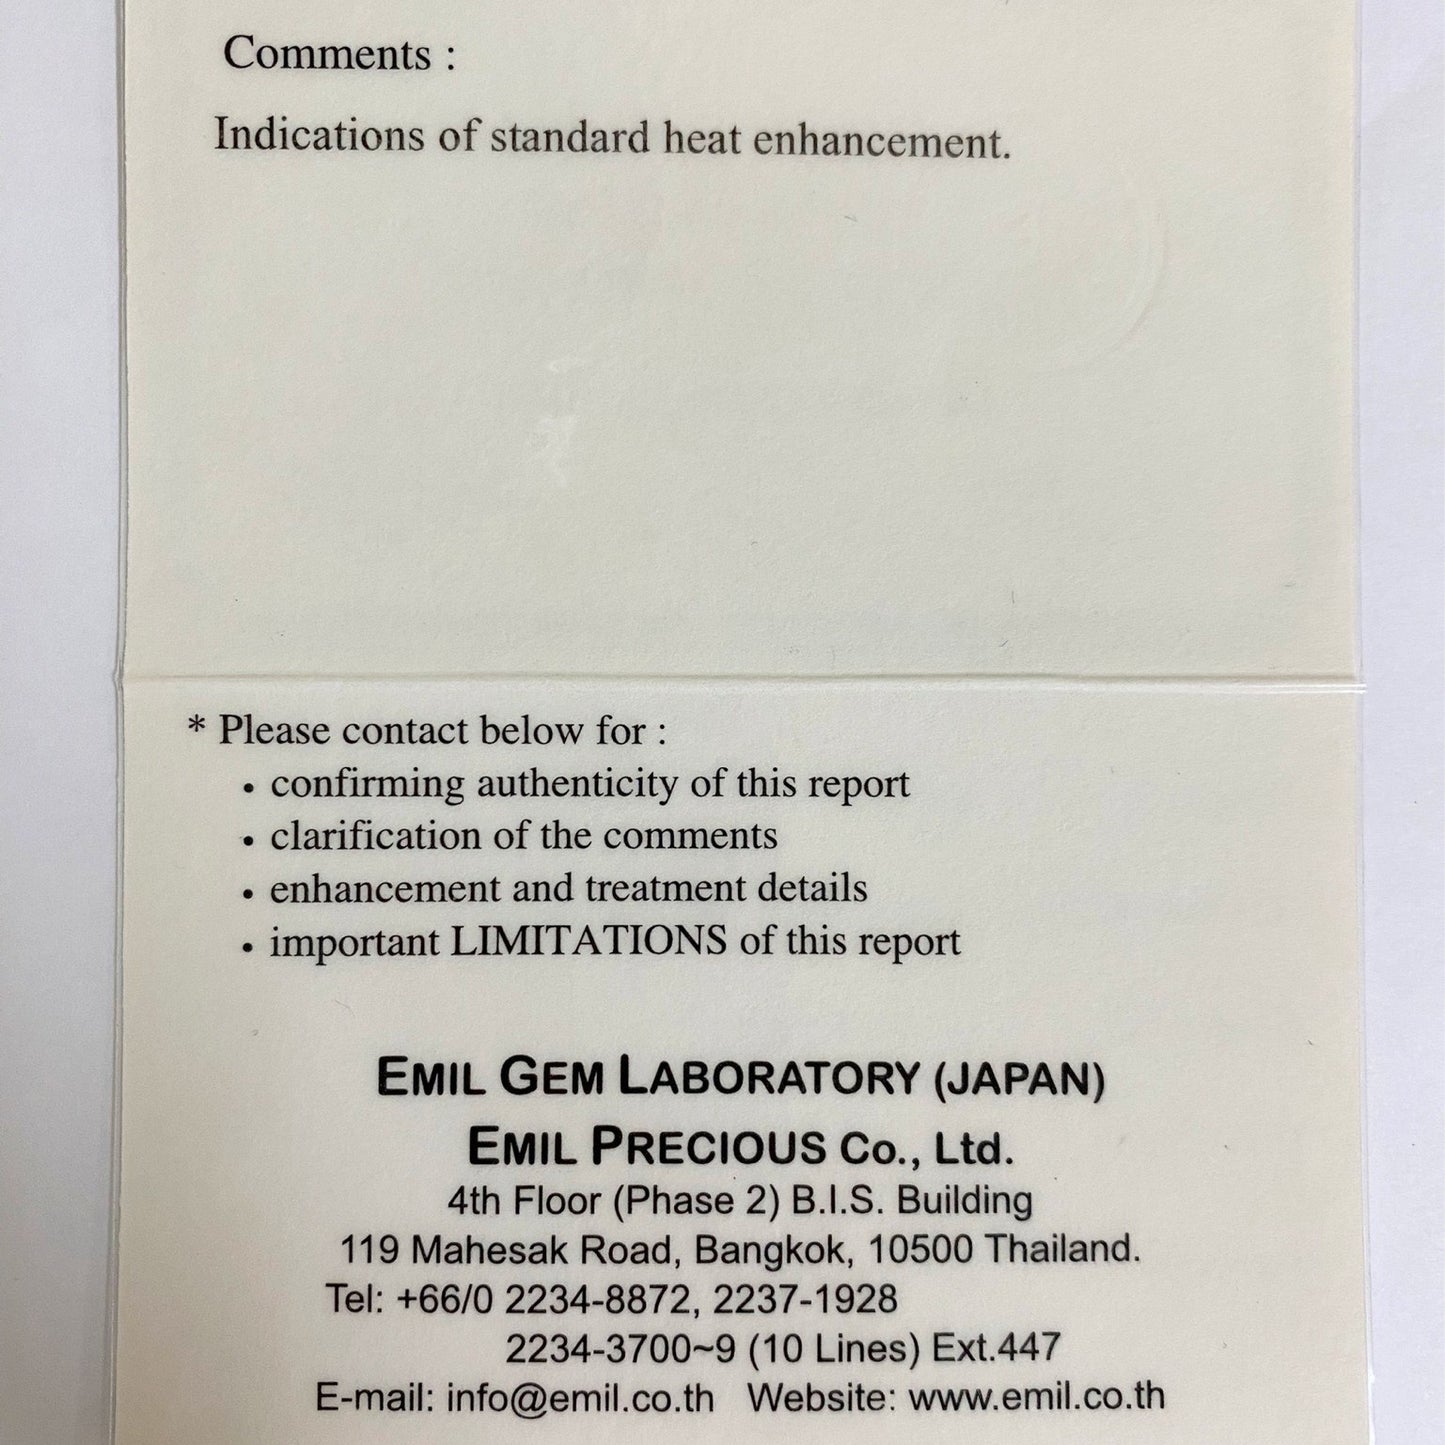 Comments :
Indications of standard heat enhancement.
* Please contact below for :
• confirming authenticity of this report
• clarification of the comments
• enhancement and treatment details
• important LIMITATIONS of this report
EMIL GEM LABORATORY (JAPAN)
EMIL PRECIOUS Co., Ltd.
4th Floor (Phase 2) B.I.S. Building
119 Mahesak Road, Bangkok, 10500 Thailand.
Tel: +66/0 2234-8872, 2237-1928
2234-3700~9 (10 Lines) Ext.447
E-mail: info@emil.co.th Website: www.emil.co.th